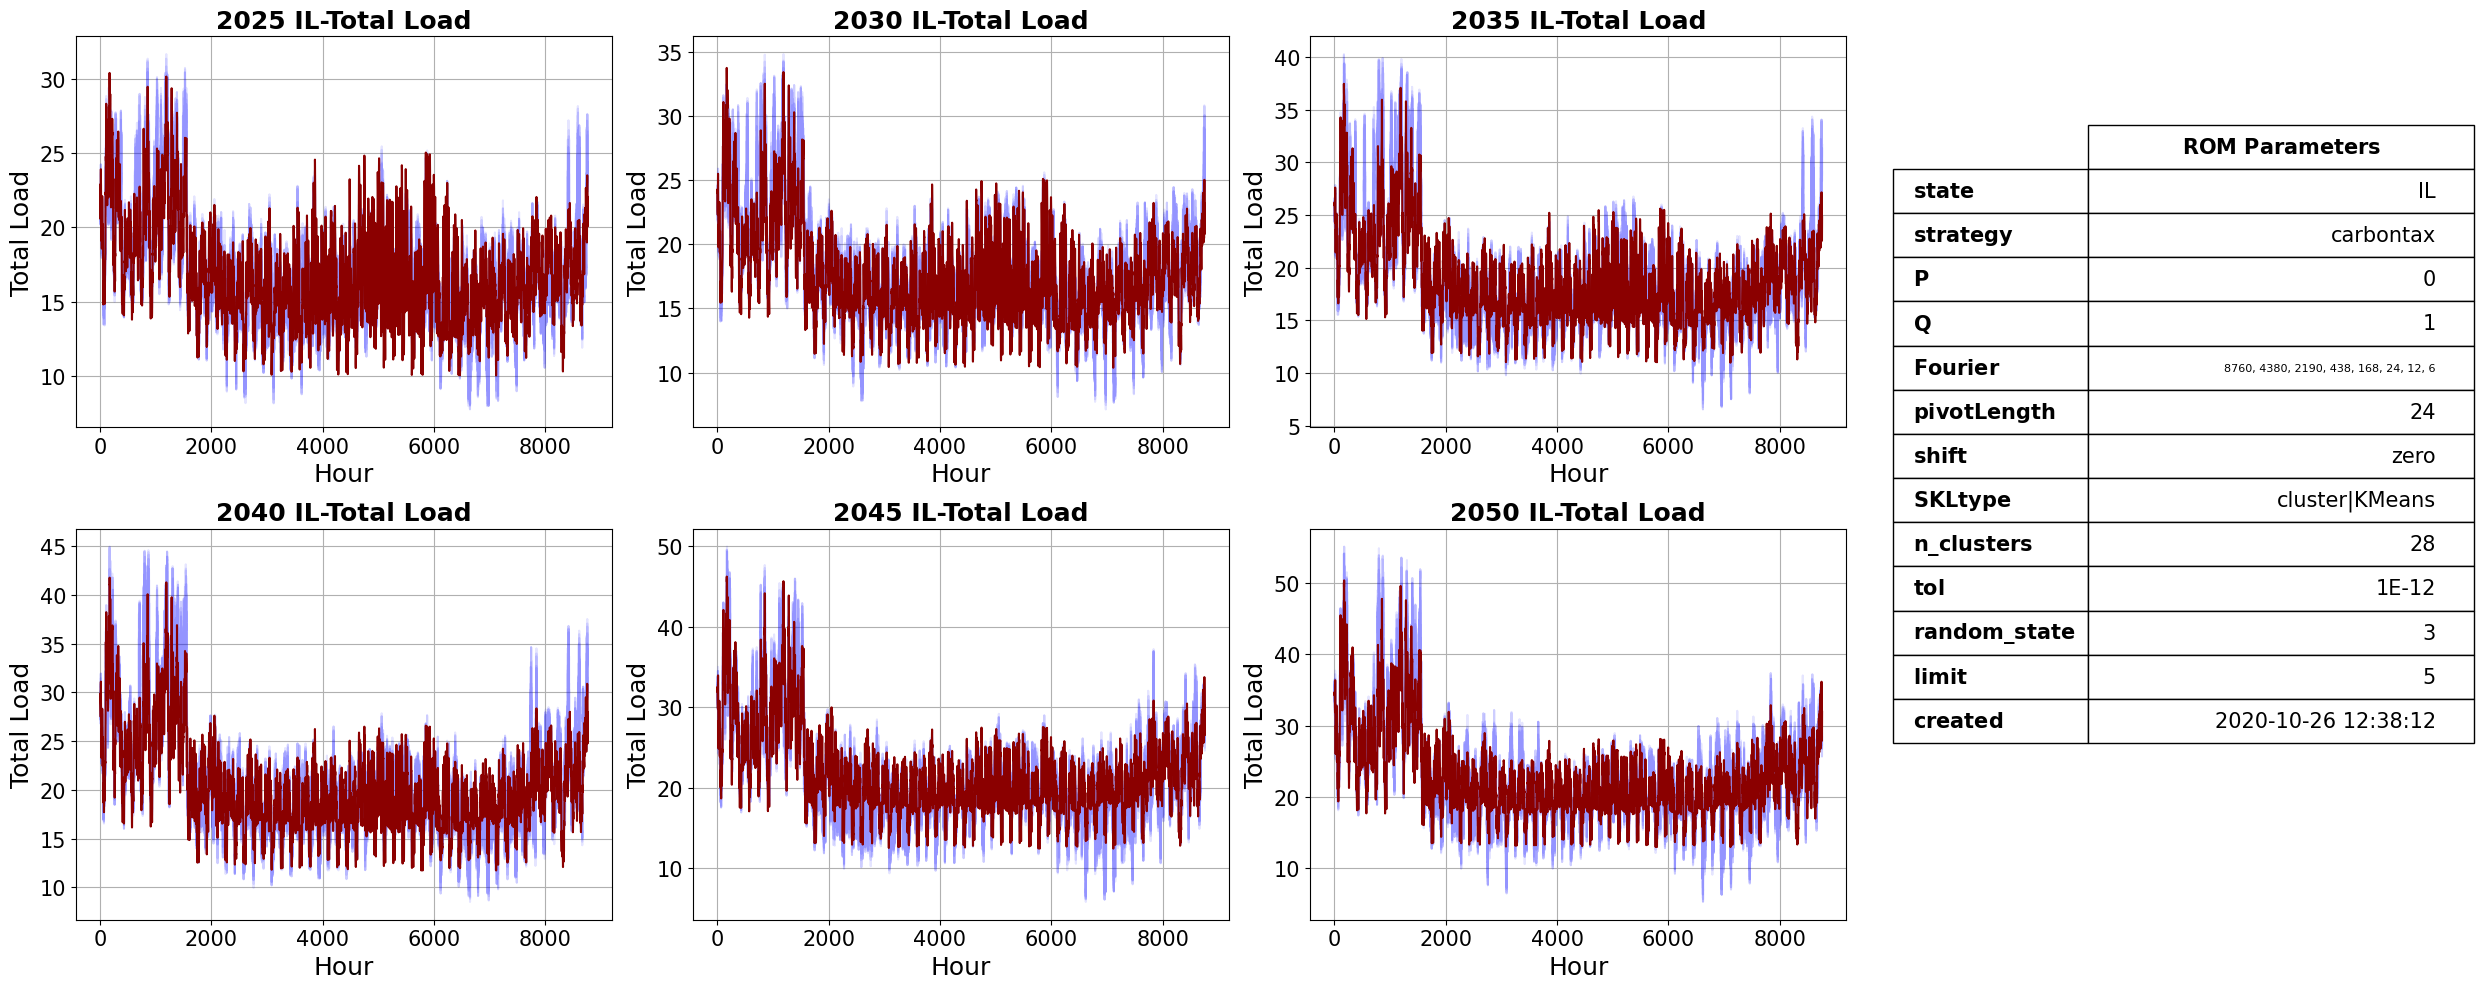 2025 IL-Total Load
Total Load
30
25
20
15
10
0 2000 4000 6000 8000
Hour
2030 IL-Total Load
Total Load
35
30
25
20
15
10
0 2000 4000 6000 8000
Hour
2035 IL-Total Load
Total Load
40
35
30
25
20
15
10
5
0 2000 4000 6000 8000
Hour
2040 IL-Total Load
Total Load
45
40
35
30
25
20
15
10
0 2000 4000 6000 8000
Hour
2045 IL-Total Load
Total Load
50
40
30
20
10
0 2000 4000 6000 8000
Hour
2050 IL-Total Load
Total Load
50
40
30
20
10
0 2000 4000 6000 8000
Hour
ROM Parameters
state IL
strategy carbontax
P 0
Q 1
Fourier 8760, 4380, 2190, 438, 168, 24, 12, 6
pivotLength 24
shift zero
SKLtype cluster|KMeans
n_clusters 28
tol 1E-12
random_state 3
limit 5
created 2020-10-26 12:38:12